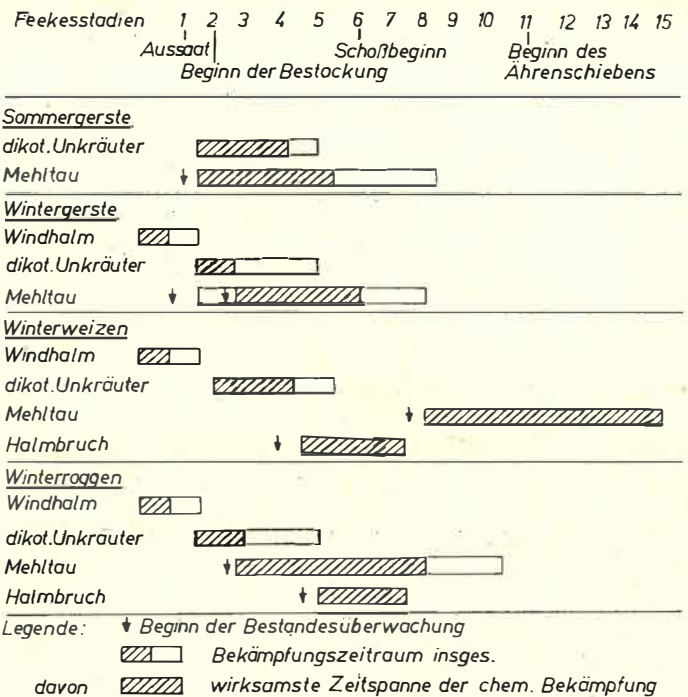 Feekesstadien 1 2 3 4 5 6 7 8 9 10 11 12 13 14 15
Aussaat Schoßbeginn Beginn des
Beginn der Bestockung Ährenschiebens
Sommergerste
dikot.Unkräuter
Mehltau
Wintergerste
Windhalm
dikot.Unkräuter
Mehltau
Winterweizen
Windhalm
dikot.Unkräuter
Mehltau
Halmbruch
Winterroggen
Windhalm
dikot.Unkrauter
Mehltau
Halmbruch
Legende: Beginn der Bestandesüberwachung
Bekämpfungszeitraum insges.
davon wirksamste Zeitspanne der chem. Bekämpfung